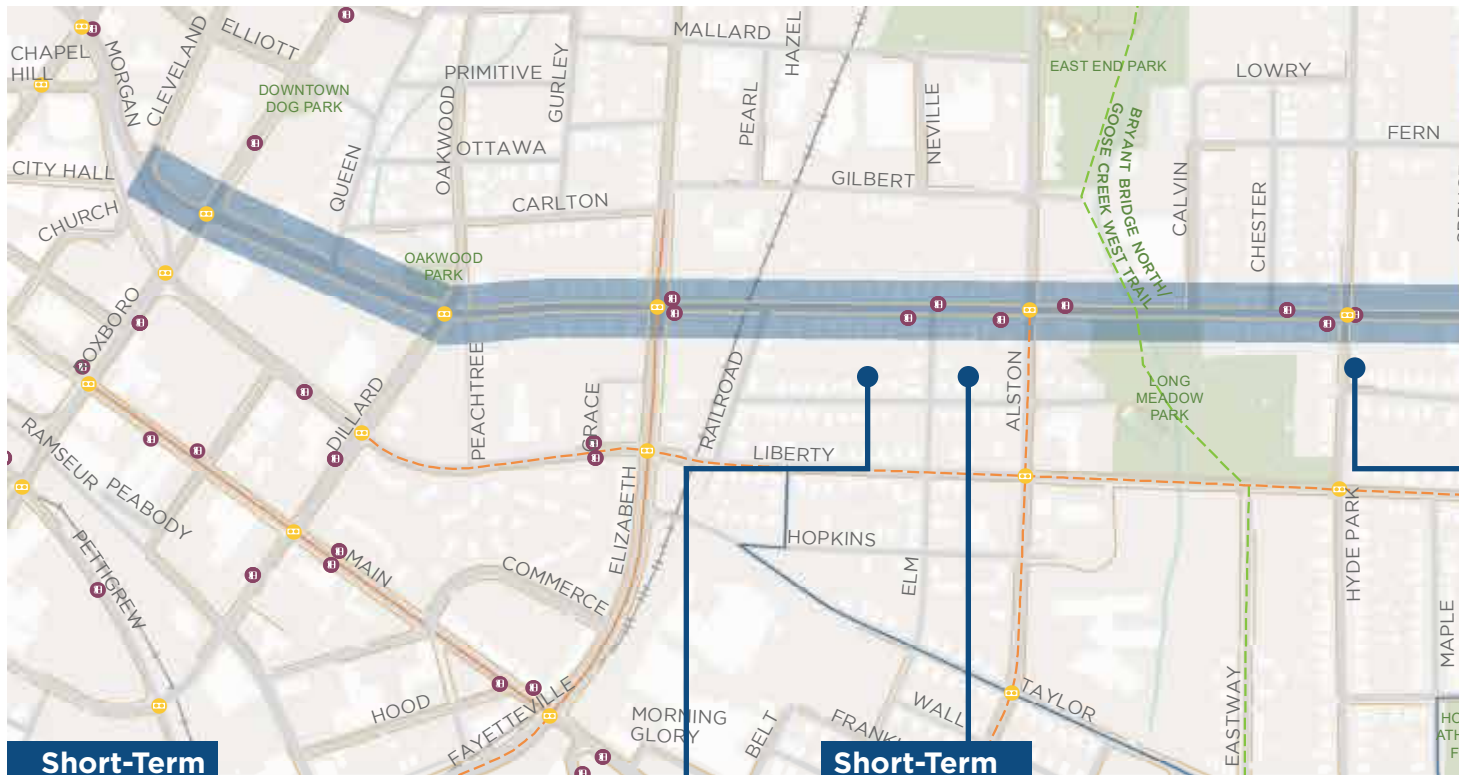 CHAPEL
HILL
MORGAN
CLEVELAND
ELLIOTT
DOWNTOWN
DOG PARK
PRIMITIVE
OAKWOOD
GURLEY
MALLARD
HAZEL
PEARL
NEVILLE
EAST END PARK
LOWRY
FERN
CITY HALL
CHURCH
QUEEN
OTTAWA
CARLTON
GILBERT
BRYANT BRIDGE NORTH/
GOOSE CREEK WEST TRAIL
CALVIN
CHESTER
OAKWOOD
PARK
ROXBORO
DILLARD
PEACHTREE
GRACE
RAILROAD
ALSTON
LONG
MEADOW
PARK
LIBERTY
RAMSEUR
PEABODY
PETTIGREW
MAIN
COMMERCE
ELIZABETH
HOPKINS
ELM
HYDE PARK
MAPLE
HOOD
FAYETTEVILLE
MORNING
GLORY
BELT
WALL
TAYLOR
EASTWAY
Short-Term
Short-Term